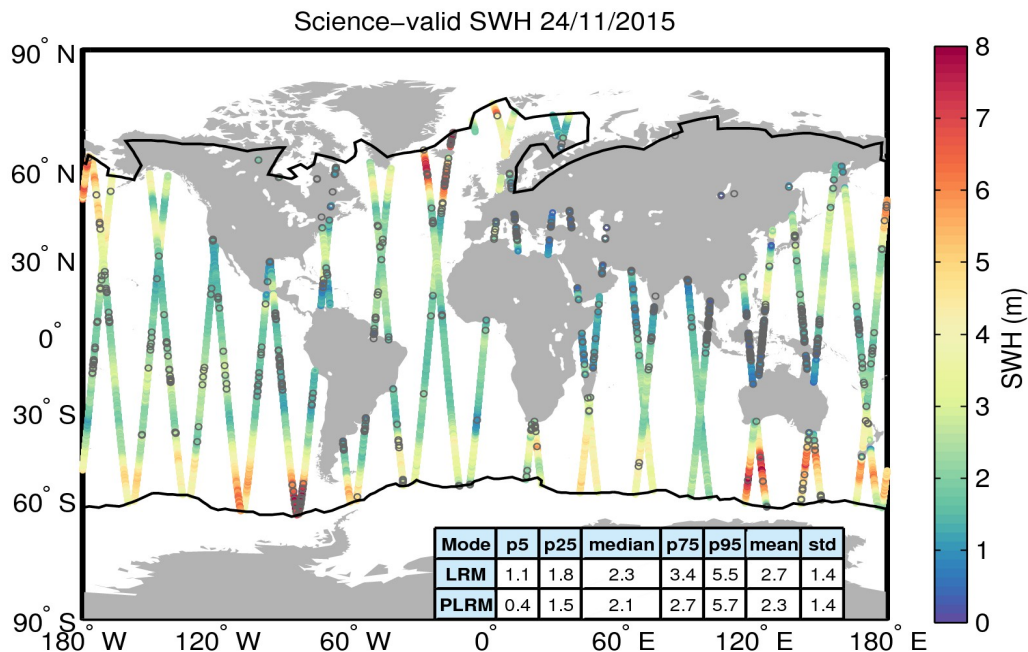 Science−valid SWH 24/11/2015
90° N
60° N
30° N
0°
30° S
60° S
90° S
180° W 120° W 60° W 0° 60° E 120° E 180° E
Mode p5 p25 median p75 p95 mean std
LRM 1.1 1.8 2.3 3.4 5.5 2.7 1.4
PLRM 0.4 1.5 2.1 2.7 5.7 2.3 1.4
8
7
6
5
4
3
2
1
0
SWH (m)